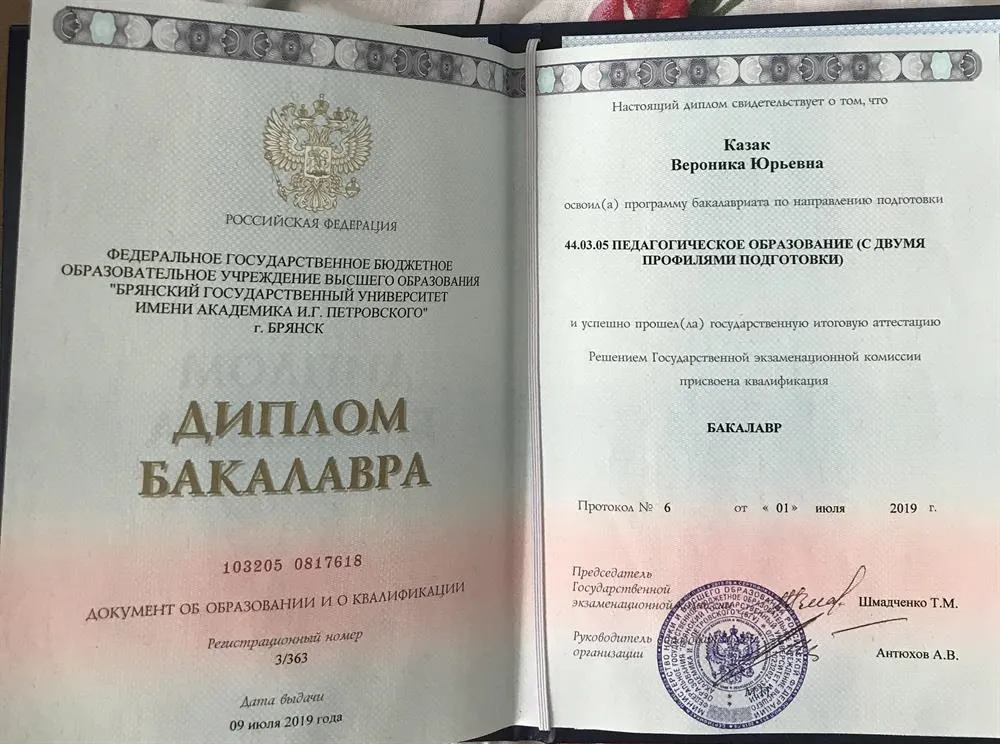 РОССИЙСКАЯ ФЕДЕРАЦИЯ
ФЕДЕРАЛЬНОЕ ГОСУДАРСТВЕННОЕ БЮДЖЕТНОЕ
ОБРАЗОВАТЕЛЬНОЕ УЧРЕЖДЕНИЕ ВЫСШЕГО ОБРАЗОВАНИЯ
"БРЯНСКИЙ ГОСУДАРСТВЕННЫЙ УНИВЕРСИТЕТ
ИМЕНИ АКАДЕМИКА И.Г. ПЕТРОВСКОГО"
г. БРЯНСК
ДИПЛОМ
БАКАЛАВРА
103205 0817618
ДОКУМЕНТ ОБ ОБРАЗОВАНИИ И О КВАЛИФИКАЦИИ
Регистрационный номер
3/363
Дата выдачи
09 июля 2019 года
Настоящий диплом свидетельствует о том, что
Казак
Вероника Юрьевна
освоил(а) программу бакалавриата по направлению подготовки
44.03.05 ПЕДАГОГИЧЕСКОЕ ОБРАЗОВАНИЕ (С ДВУМЯ
ПРОФИЛЯМИ ПОДГОТОВКИ)
и успешно прошел(ла) государственную итоговую аттестацию
Решением Государственной экзаменационной комиссии
присвоена квалификация
БАКАЛАВР
Протокол № 6 от « 01 » июля 2019 г.
Председатель
Государственной
экзаменационной
Шмадченко Т.М.
Руководитель
организации
Антюхов А.В.